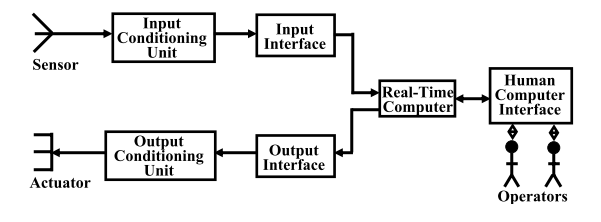 Input
Conditioning
Unit
Input
Interface
Sensor
Real-Time
Computer
Human
Computer
Interface
Output
Conditioning
Unit
Output
Interface
Actuator
Operators